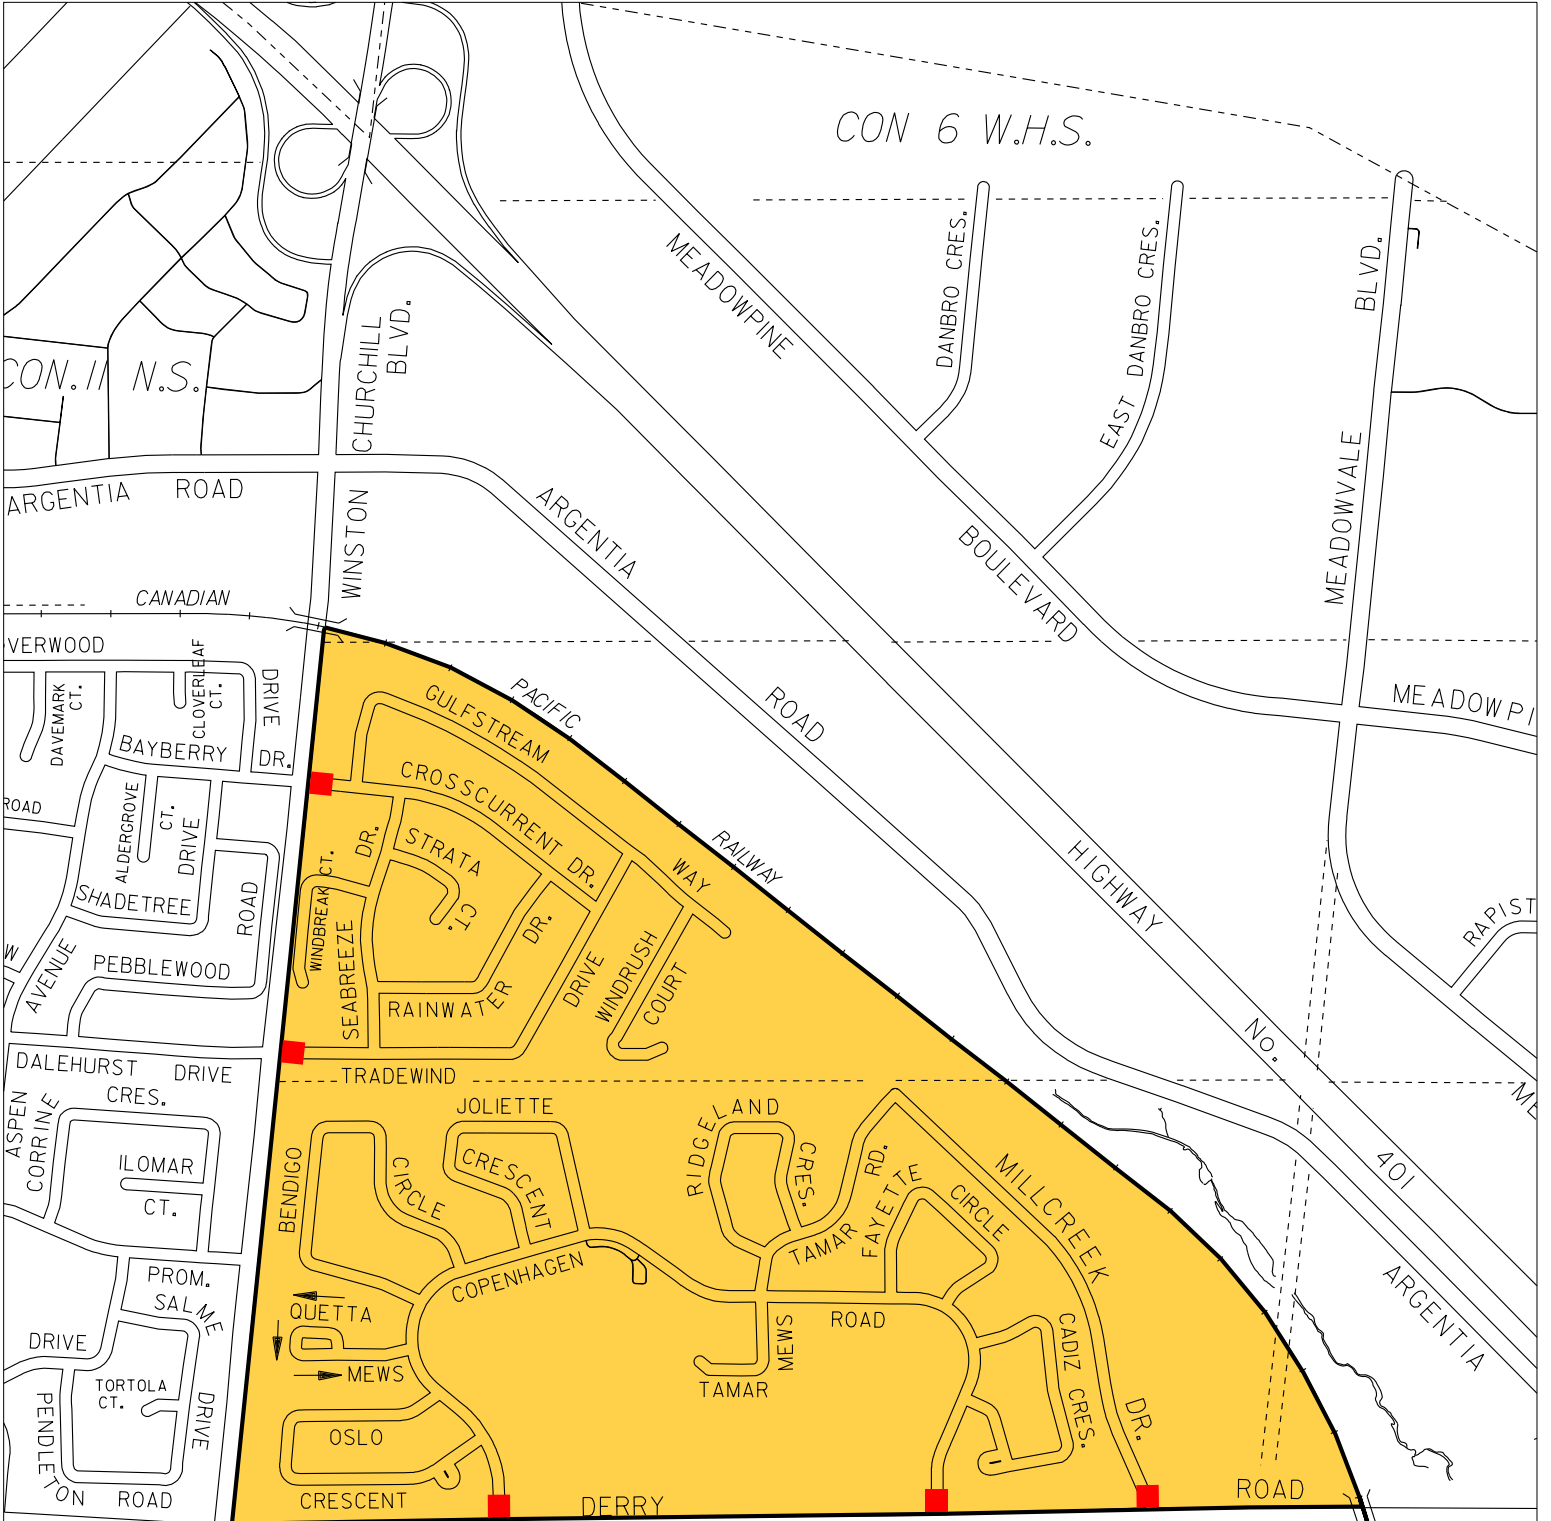 CON 6 W.H.S.
MEADOWPINE
DANBRO CRES.
EAST DANBRO CRES.
BLVD.
MEADOWVALE
CON. II N.S.
CHURCHILL
BLVD.
WINSTON
ARGENTIA ROAD
ARGENTIA
BOULEVARD
CANADIAN
VERWOOD
CLOVERLEAF
CT.
DRIVE
DAVEMARK
CT.
BAYBERRY DR.
GULFSTREAM
PACIFIC
ROAD
MEADOWPI
ROAD
ALDERGROVE
CT.
DRIVE
CROSSCURRENT DR.
DR.
STRATA
CT.
WAY
RAILWAY
HIGHWAY
SHADETREE
ROAD
WINDBREAK CT.
SEABREEZE
DR.
RAPIST
W
AVENUE
PEBBLEWOOD
RAINWATER
DRIVE
WINDRUSH
COURT
NO.
DALEHURST DRIVE
TRADEWIND
CRES.
ASPEN
CORRINE
JOLIETTE
RIDGELAND
CRES.
ME
ILOMAR
CT.
BENDIGO
CIRCLE
CRESCENT
RD.
TAMAR
FAYETTE
CIRCLE
MILLCREEK
401
PROM.
SALME
COPENHAGEN
ARGENTIA
QUETTA
ROAD
DRIVE
MEWS
MEWS
CADIZ CRES.
TORTOLA
CT.
TAMAR
DRIVE
DR.
PENDLETON ROAD
OSLO
CRESCENT
DERRY
ROAD